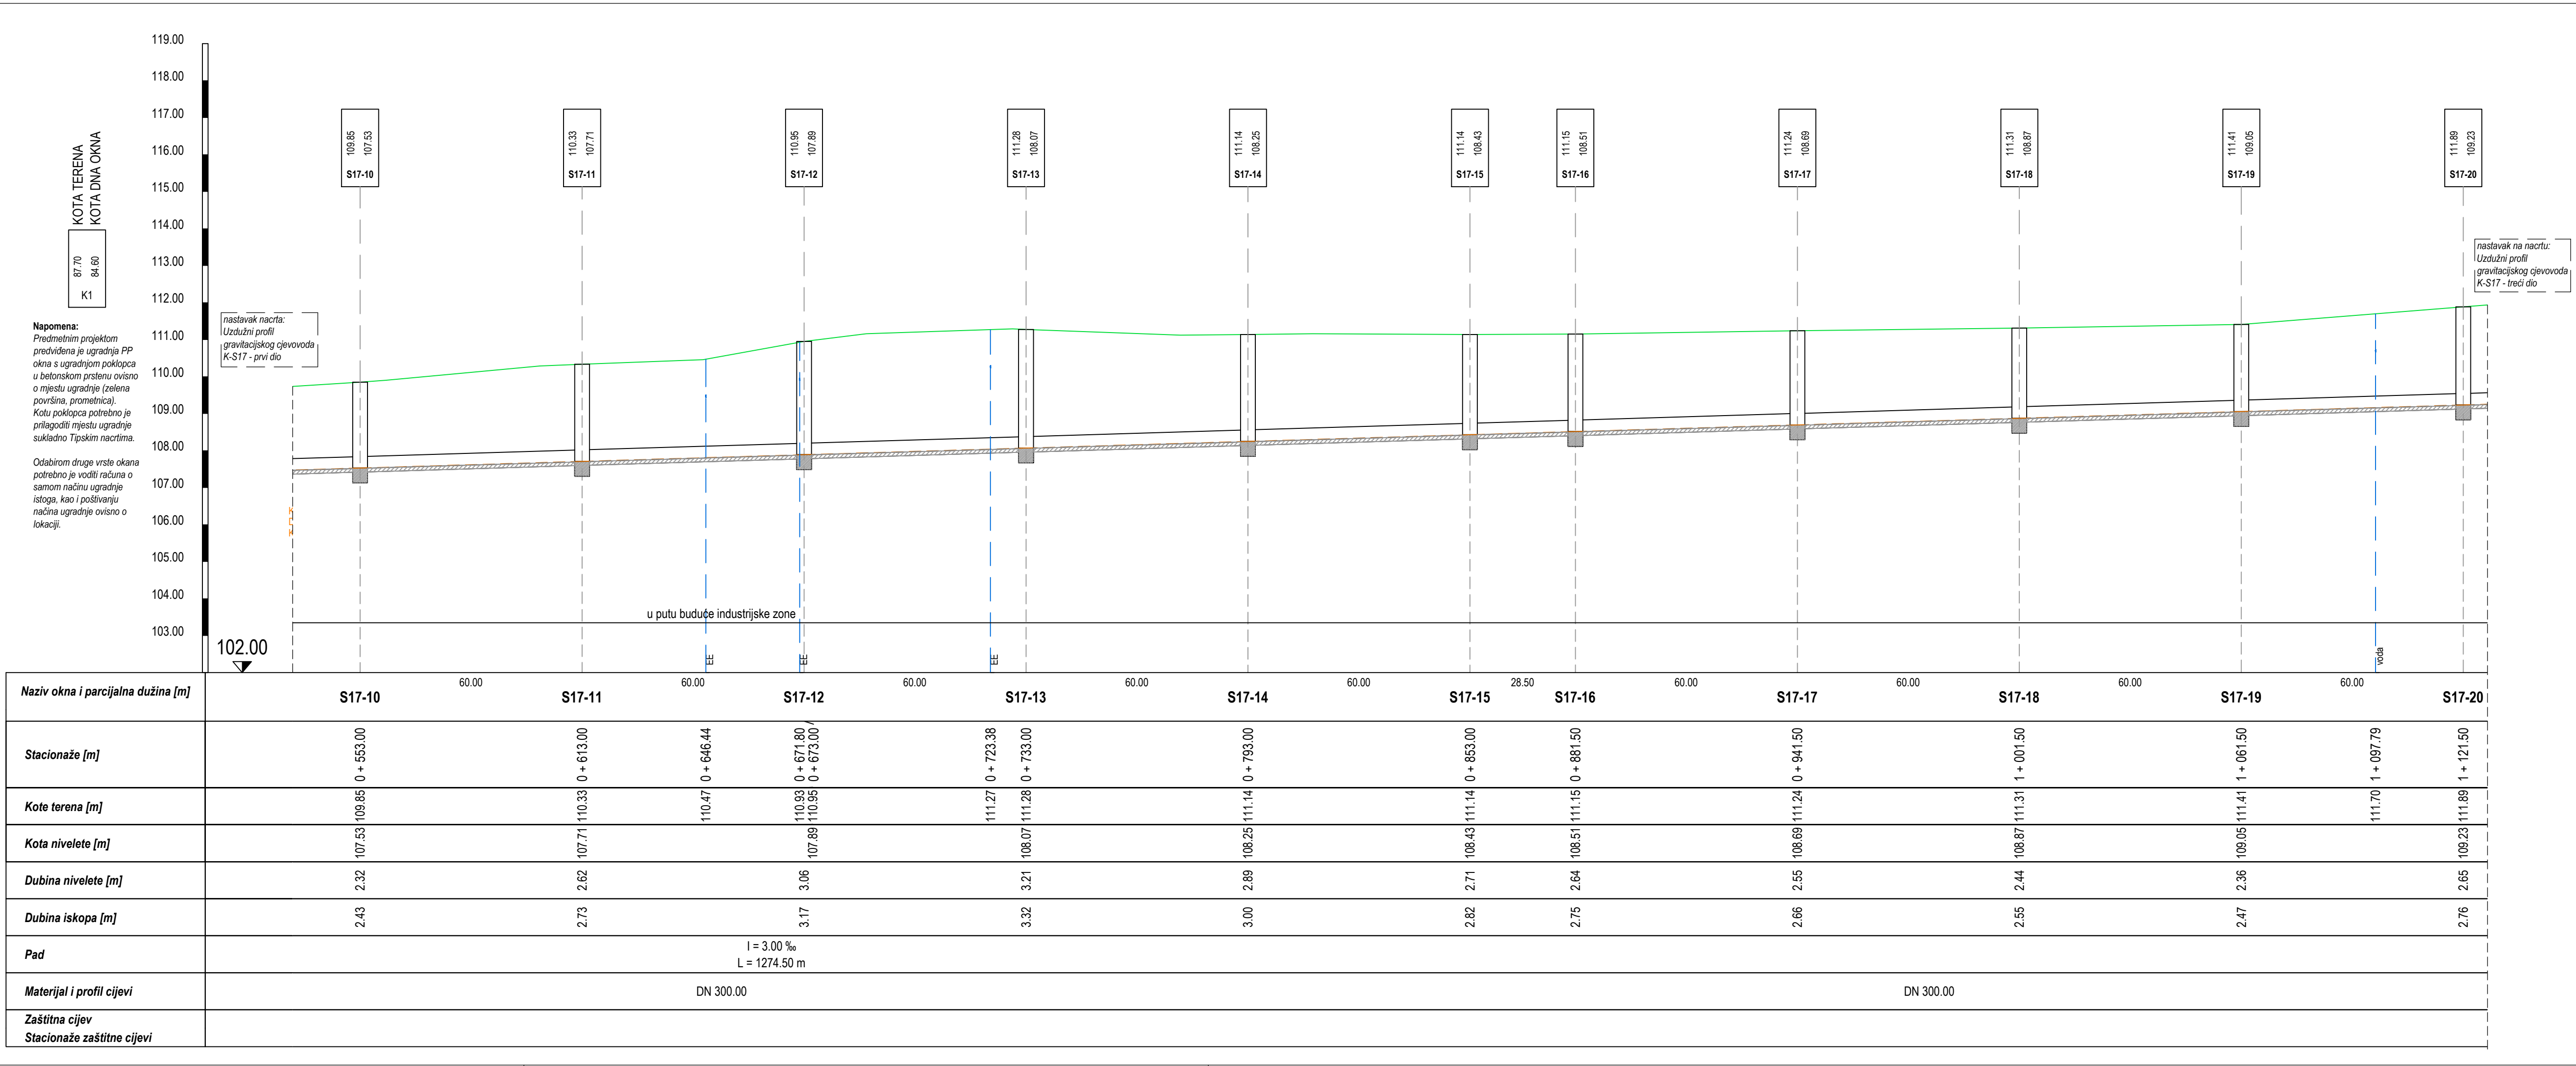 119.00
118.00
117.00
116.00
115.00
114.00
113.00
112.00
111.00
110.00
109.00
108.00
107.00
106.00
105.00
104.00
103.00
102.00
KOTA TERENA
KOTA DNA OKNA
87.70
84.60
K1
Napomena:
Predmetnim projektom
predviđena je ugradnja PP
okna s ugradnjom poklopca
u betonskom prstenu ovisno
o mjestu ugradnje (zelena
površina, prometnica).
Kotu poklopca potrebno je
prilagoditi mjestu ugradnje
sukladno Tipskim nacrtima.
Odabirom druge vrste okana
potrebno je voditi računa o
samom načinu ugradnje
istoga, kao i poštivanju
načina ugradnje ovisno o
lokaciji.
nastavak nacrta:
Uzdužni profil
gravitacijskog cjevovoda
K-S17 - prvi dio
109.85
107.53
S17-10
110.33
107.71
S17-11
110.95
107.89
S17-12
111.28
108.07
S17-13
111.14
108.25
S17-14
111.14
108.43
S17-15
111.15
108.51
S17-16
111.24
108.69
S17-17
111.31
108.87
S17-18
111.41
109.05
S17-19
111.89
109.23
S17-20
nastavak na nacrtu:
Uzdužni profil
gravitacijskog cjevovoda
K-S17 - treći dio
u putu buduće industrijske zone
EE
EE
EE
voda
Naziv okna i parcijalna dužina [m]
60.00 60.00 60.00 60.00 60.00 28.50 60.00 60.00 60.00 60.00
S17-10 S17-11 S17-12 S17-13 S17-14 S17-15 S17-16 S17-17 S17-18 S17-19 S17-20
Stacionaže [m]
0 + 553.00
0 + 613.00
0 + 646.44
0 + 671.80
0 + 673.00
0 + 723.38
0 + 733.00
0 + 793.00
0 + 853.00
0 + 881.50
0 + 941.50
1 + 001.50
1 + 061.50
1 + 097.79
1 + 121.50
Kote terena [m]
109.85
110.33
110.47
110.93
110.95
111.27
111.28
111.14
111.14
111.15
111.24
111.31
111.41
111.70
111.89
Kota nivelete [m]
107.53
107.71
107.89
108.07
108.25
108.43
108.51
108.69
108.87
109.05
109.23
Dubina nivelete [m]
2.32
2.62
3.06
3.21
2.89
2.71
2.64
2.55
2.44
2.36
2.65
Dubina iskopa [m]
2.43
2.73
3.17
3.32
3.00
2.82
2.75
2.66
2.55
2.47
2.76
Pad
I = 3.00 ‰
L = 1274.50 m
Materijal i profil cijevi
DN 300.00 DN 300.00
Zaštitna cijev
Stacionaže zaštitne cijevi